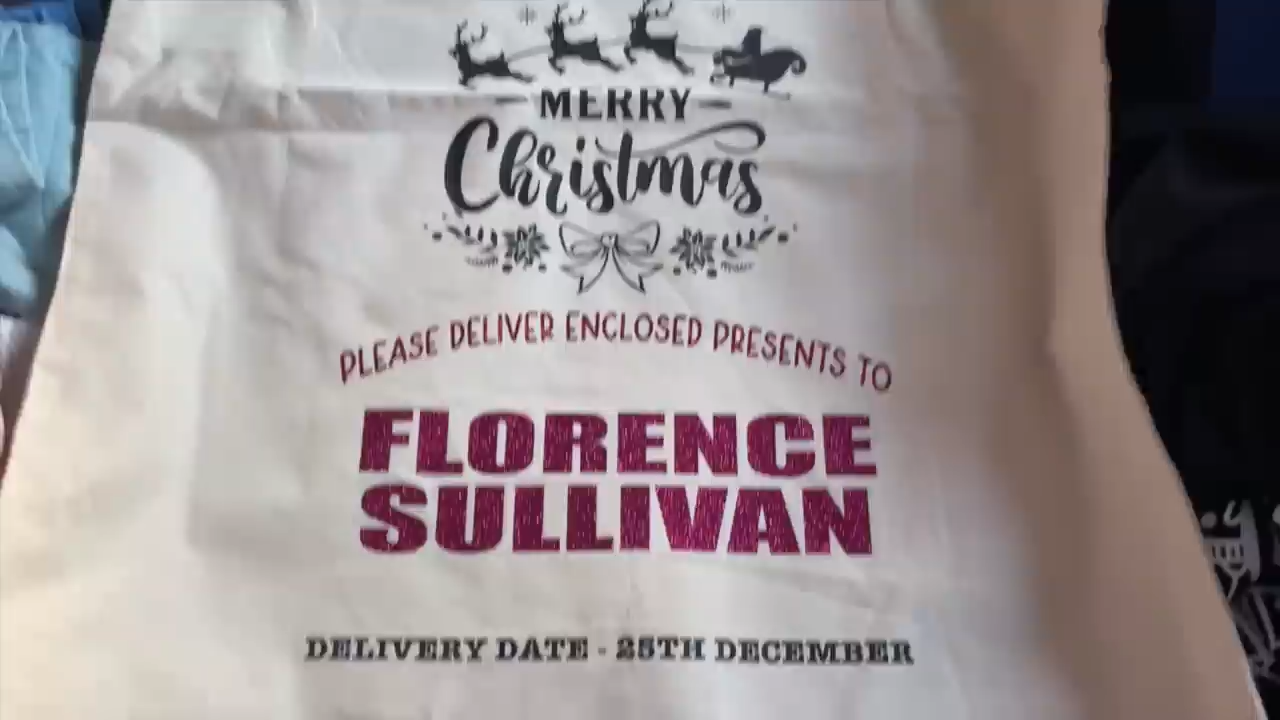 MERRY
Christmas
PLEASE DELIVER ENCLOSED PRESENTS TO
FLORENCE
SULLIVAN
DELIVERY DATE - 25TH DECEMBER